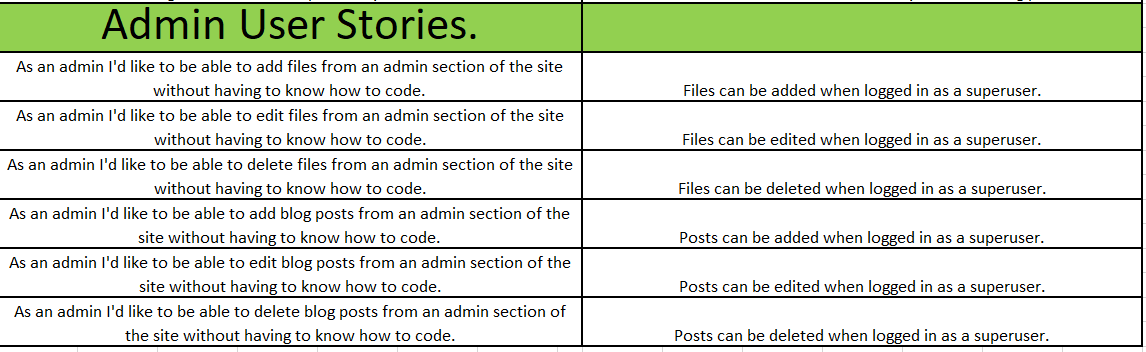 Admin User Stories.
As an admin I'd like to be able to add files from an admin section of the site
without having to know how to code.
Files can be added when logged in as a superuser.
As an admin I'd like to be able to edit files from an admin section of the site
without having to know how to code.
Files can be edited when logged in as a superuser.
As an admin I'd like to be able to delete files from an admin section of the site
without having to know how to code.
Files can be deleted when logged in as a superuser.
As an admin I'd like to be able to add blog posts from an admin section of the
site without having to know how to code.
Posts can be added when logged in as a superuser.
As an admin I'd like to be able to edit blog posts from an admin section of the
site without having to know how to code.
Posts can be edited when logged in as a superuser.
As an admin I'd like to be able to delete blog posts from an admin section of
the site without having to know how to code.
Posts can be deleted when logged in as a superuser.